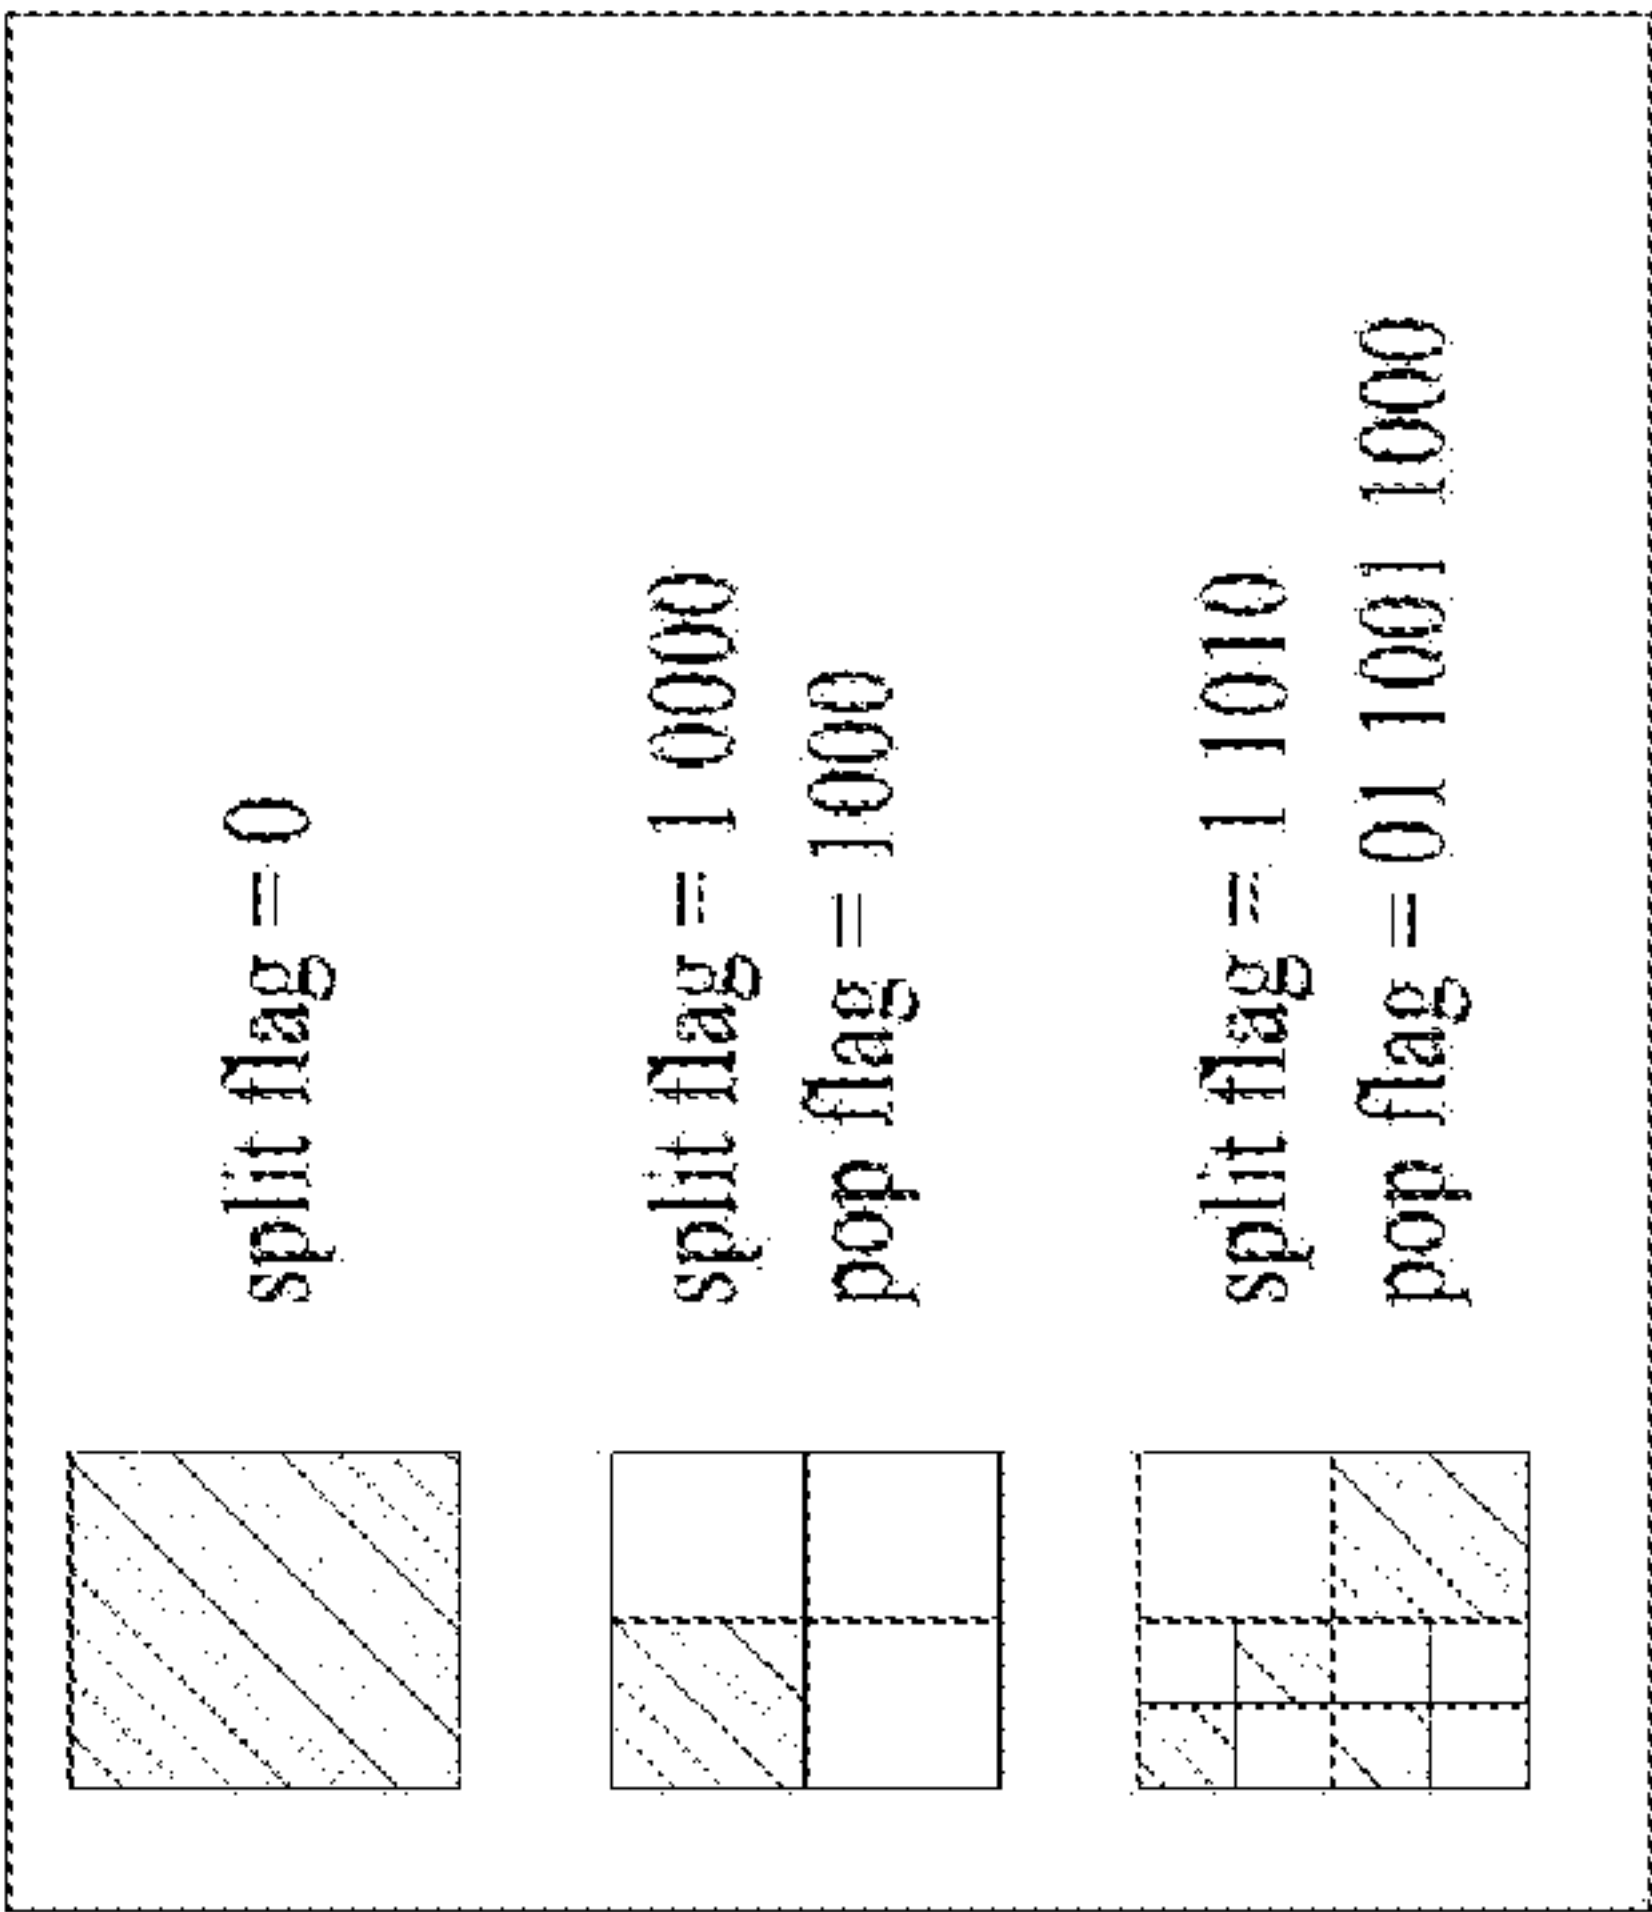 split flag = 0
split flag = 1 0000
pop flag = 1000
split flag = 1 1010
pop flag = 01 1001 1000